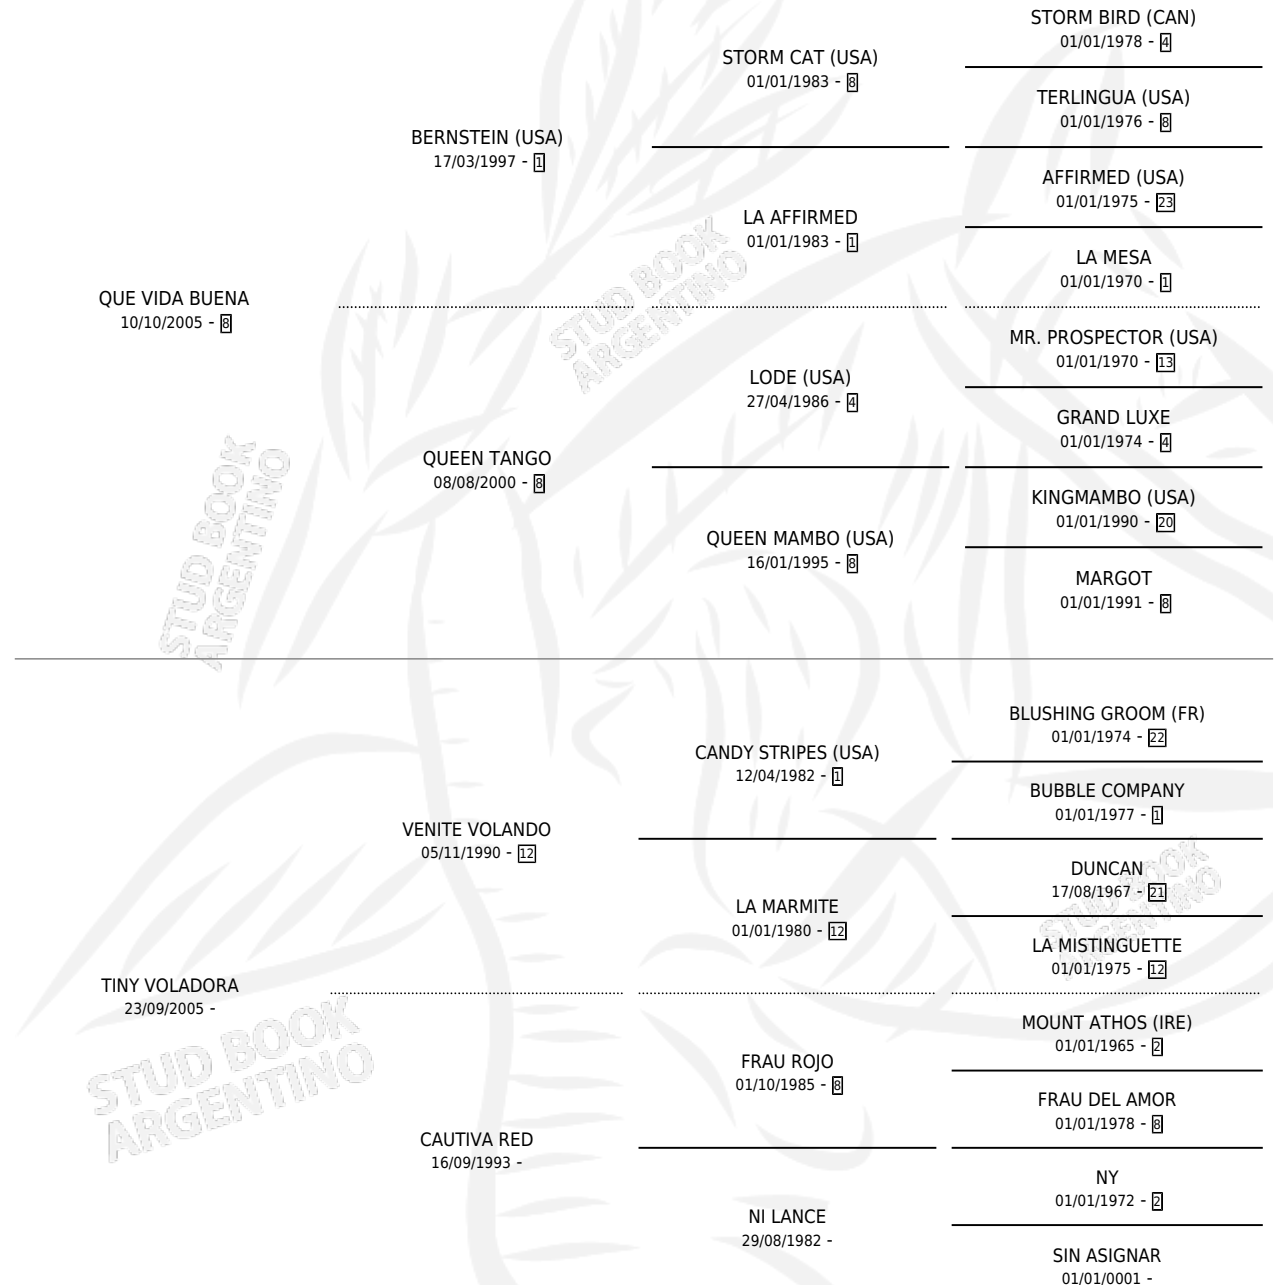 STORM BIRD (CAN)
01/01/1978 - 4
STORM CAT (USA)
01/01/1983 - 8
TERLINGUA (USA)
01/01/1976 - 8
BERNSTEIN (USA)
17/03/1997 - 1
AFFIRMED (USA)
01/01/1975 - 23
LA AFFIRMED
01/01/1983 - 1
LA MESA
01/01/1970 - 1
QUE VIDA BUENA
10/10/2005 - 8
MR. PROSPECTOR (USA)
01/01/1970 - 13
LODE (USA)
27/04/1986 - 4
GRAND LUXE
01/01/1974 - 4
QUEEN TANGO
08/08/2000 - 8
KINGMAMBO (USA)
01/01/1990 - 20
QUEEN MAMBO (USA)
16/01/1995 - 8
MARGOT
01/01/1991 - 8
BLUSHING GROOM (FR)
01/01/1974 - 22
CANDY STRIPES (USA)
12/04/1982 - 1
BUBBLE COMPANY
01/01/1977 - 1
VENITE VOLANDO
05/11/1990 - 12
DUNCAN
17/08/1967 - 21
LA MARMITE
01/01/1980 - 12
LA MISTINGUETTE
01/01/1975 - 12
TINY VOLADORA
23/09/2005 -
MOUNT ATHOS (IRE)
01/01/1965 - 2
FRAU ROJO
01/10/1985 - 8
FRAU DEL AMOR
01/01/1978 - 8
CAUTIVA RED
16/09/1993 -
NY
01/01/1972 - 2
NI LANCE
29/08/1982 -
SIN ASIGNAR
01/01/0001 -
STUD BOOK
ARGENTINO
STUD BOOK
ARGENTINO
STUD BOOK
ARGENTINO
STUD BOOK
ARGENTINO